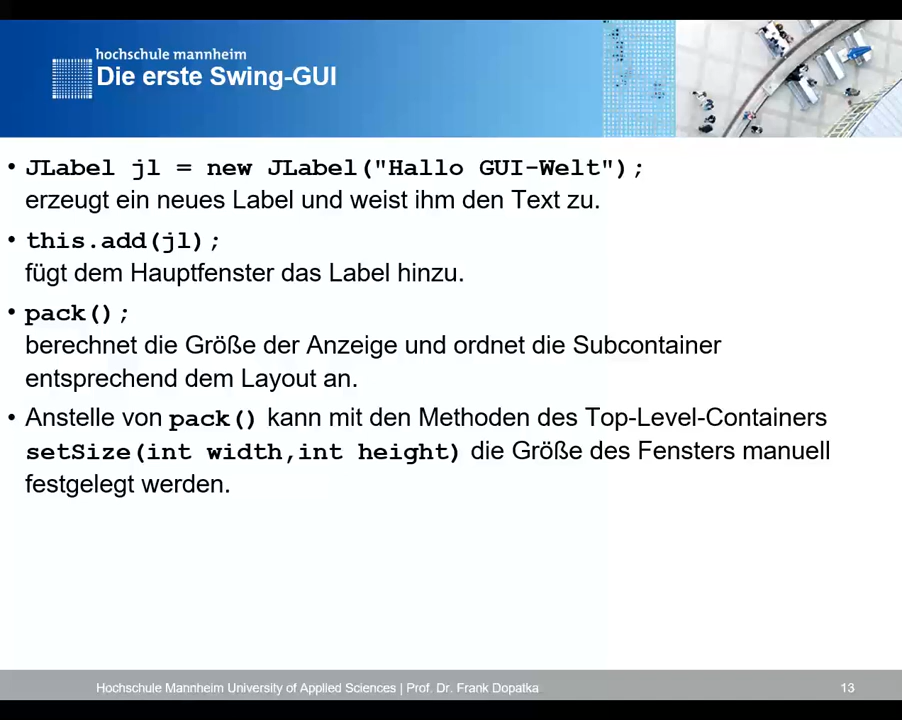 hochschule mannheim
Die erste Swing-GUI
• JLabel jl = new JLabel("Hallo GUI-Welt");
erzeugt ein neues Label und weist ihm den Text zu.
• this.add(jl);
fügt dem Hauptfenster das Label hinzu.
• pack();
berechnet die Größe der Anzeige und ordnet die Subcontainer
entsprechend dem Layout an.
• Anstelle von pack() kann mit den Methoden des Top-Level-Containers
setSize(int width,int height) die Größe des Fensters manuell
festgelegt werden.
Hochschule Mannheim University of Applied Sciences | Prof. Dr. Frank Dopatka 13